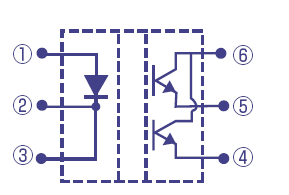 ① ⑥
② ⑤
③ ④